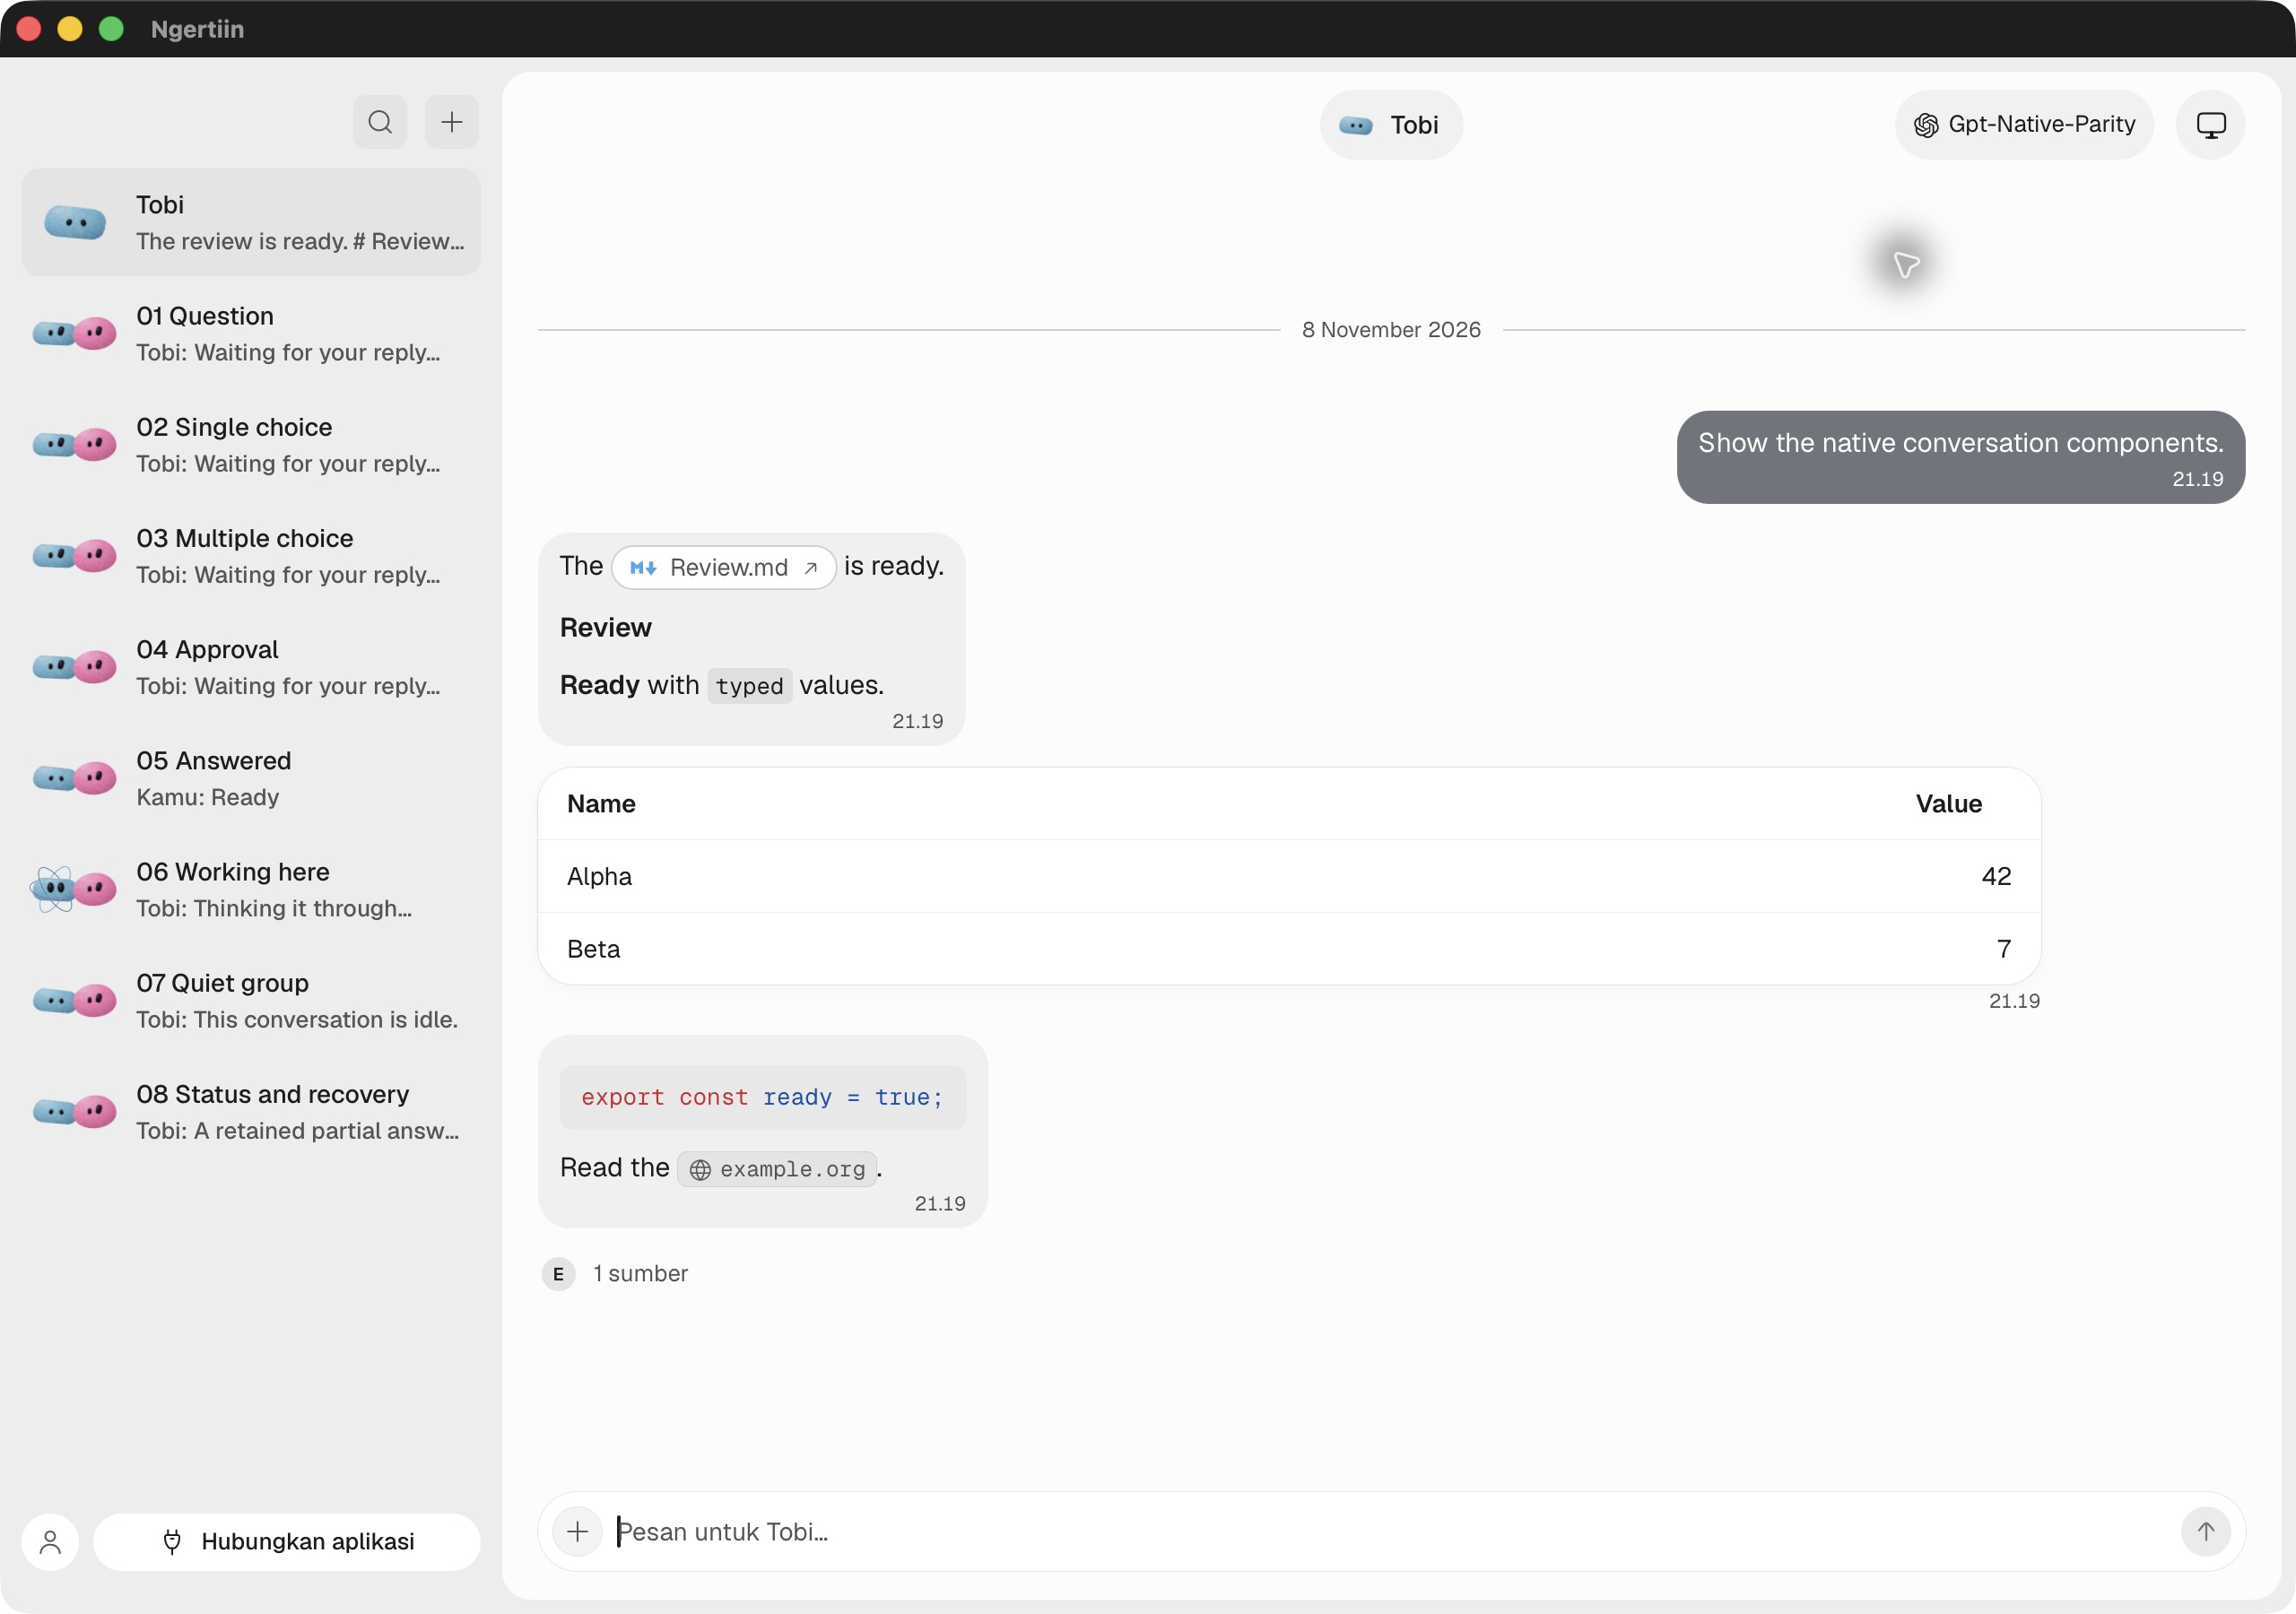 Ngertiin
Tobi
The review is ready. # Review...
01 Question
Tobi: Waiting for your reply...
02 Single choice
Tobi: Waiting for your reply...
03 Multiple choice
Tobi: Waiting for your reply...
04 Approval
Tobi: Waiting for your reply...
05 Answered
Kamu: Ready
06 Working here
Tobi: Thinking it through...
07 Quiet group
Tobi: This conversation is idle.
08 Status and recovery
Tobi: A retained partial answ...
Hubungkan aplikasi
Tobi
Gpt-Native-Parity
8 November 2026
Show the native conversation components.
21.19
The M Review.md is ready.
Review
Ready with typed values.
21.19
Name Value
Alpha 42
Beta 7
21.19
export const ready = true;
Read the example.org.
21.19
E 1 sumber
Pesan untuk Tobi...